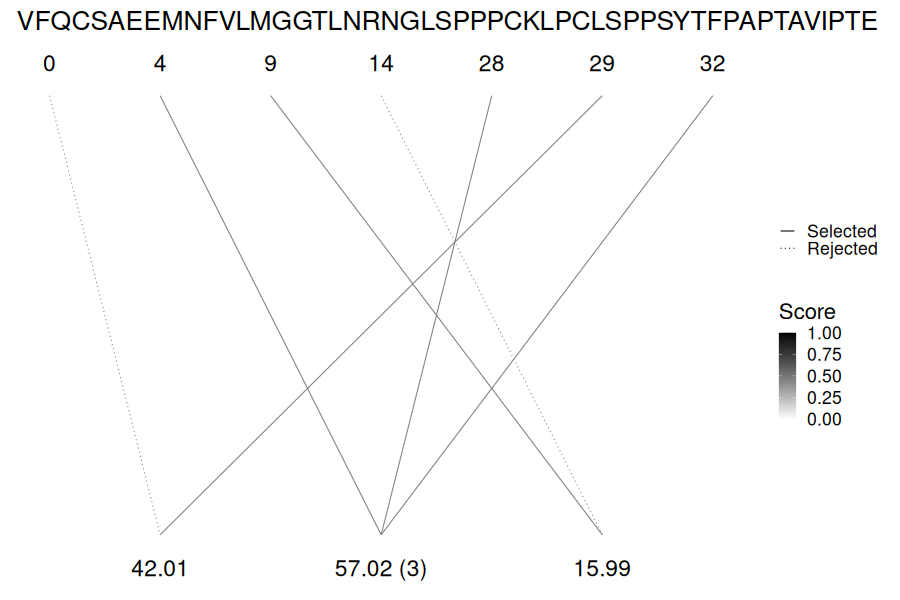 VFQCSAEEMNFVLMGGTLNRNGLSPPPCKLPCLSPPSYTFPAPTAVIPTE
0 4 9 14 28 29 32
Selected
Rejected
Score
1.00
0.75
0.50
0.25
0.00
42.01 57.02 (3) 15.99